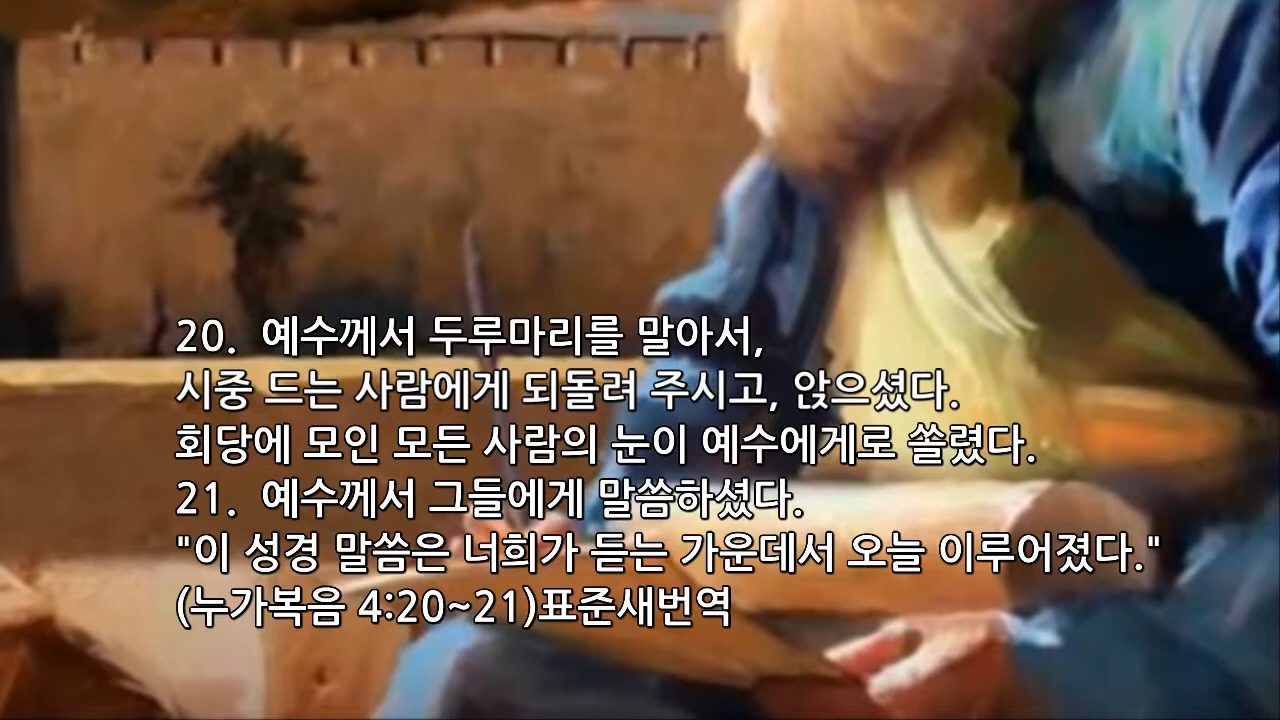 20.  예수께서 두루마리를 말아서,
시중 드는 사람에게 되돌려 주시고, 앉으셨다.
회당에 모인 모든 사람의 눈이 예수에게로 쏠렸다.
21.  예수께서 그들에게 말씀하셨다.
"이 성경 말씀은 너희가 듣는 가운데서 오늘 이루어졌다."
(누가복음 4:20~21)표준새번역